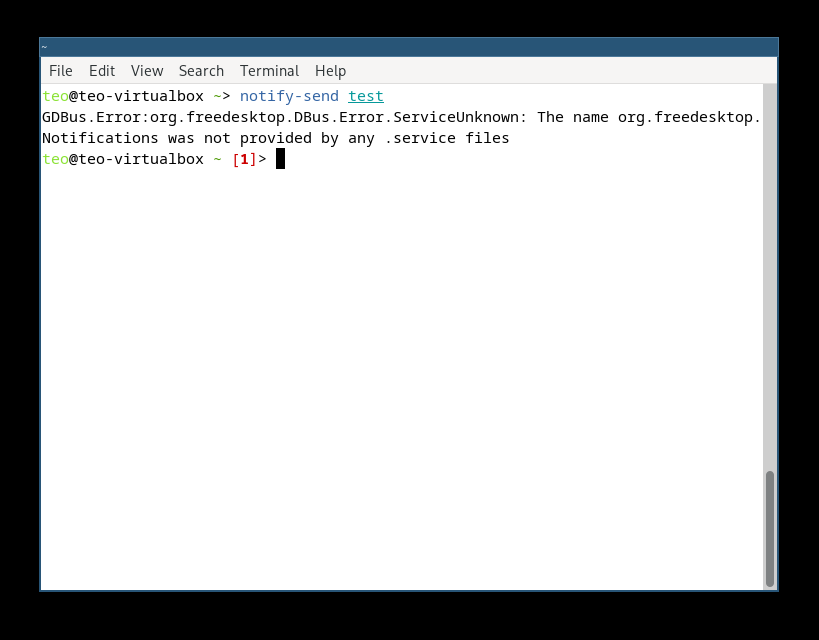 ~
File Edit View Search Terminal Help
teo@teo-virtualbox ~> notify-send test
GDBus.Error:org.freedesktop.DBus.Error.ServiceUnknown: The name org.freedesktop.
Notifications was not provided by any .service files
teo@teo-virtualbox ~ [1]>